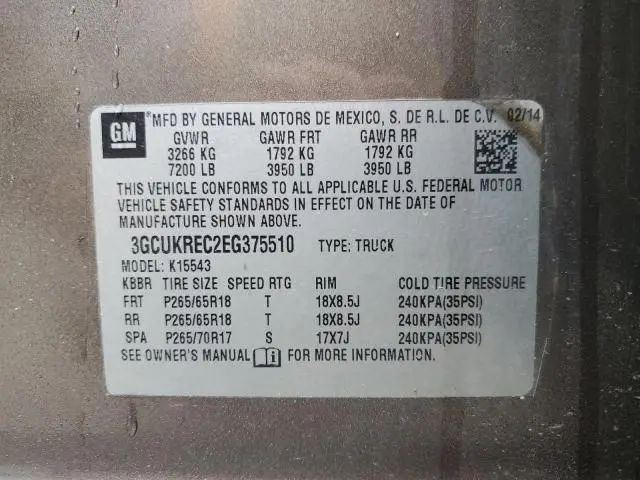 GM *MFD BY GENERAL MOTORS DE MEXICO, S. DE R.L. DE C.V. 02/14
GVWR GAWR FRT GAWR RR
3266 KG 1792 KG 1792 KG
7200 LB 3950 LB 3950 LB
THIS VEHICLE CONFORMS TO ALL APPLICABLE U.S. FEDERAL MOTOR
VEHICLE SAFETY STANDARDS IN EFFECT ON THE DATE OF
MANUFACTURE SHOWN ABOVE.
3GCUKREC2EG375510 TYPE: TRUCK
MODEL: K15543
KBBR TIRE SIZE SPEED RTG RIM COLD TIRE PRESSURE
FRT P265/65R18 T 18X8.5J 240KPA(35PSI)
RR P265/65R18 T 18X8.5J 240KPA(35PSI)
SPA P265/70R17 S 17X7J 240KPA(35PSI)
SEE OWNER'S MANUAL FOR MORE INFORMATION.